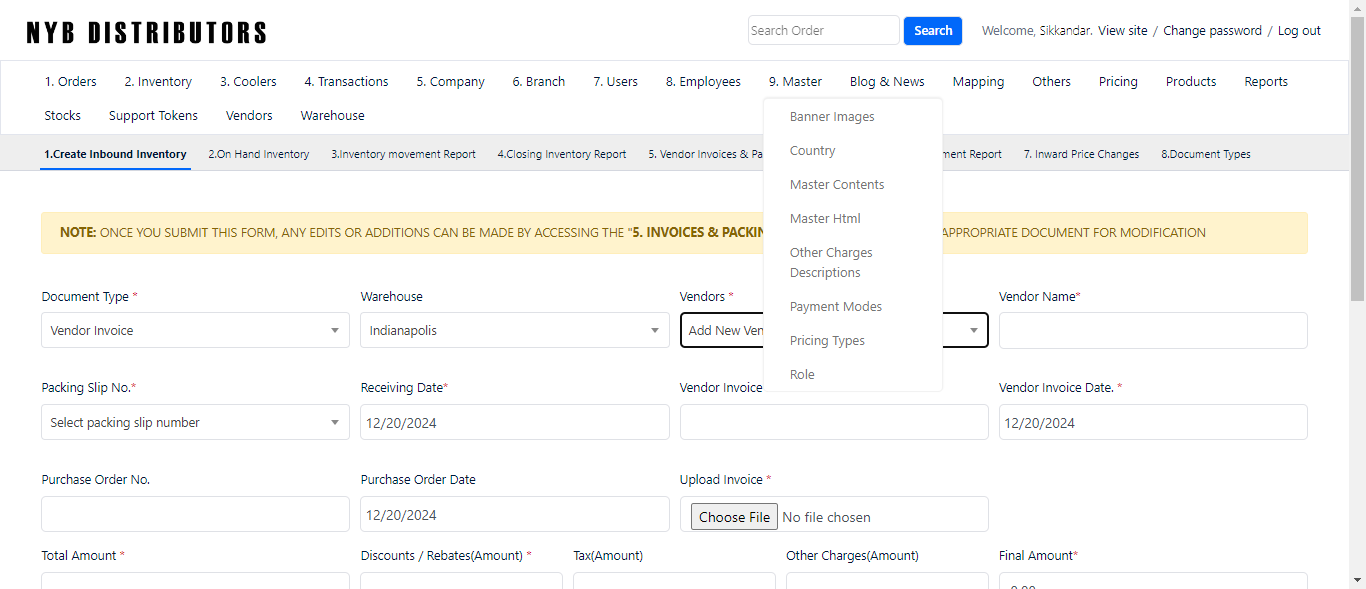 NYB DISTRIBUTORS
Search Order
Search
Welcome, Sikkandar. View site / Change password / Log out
1. Orders 2. Inventory 3. Coolers 4. Transactions 5. Company 6. Branch 7. Users 8. Employees 9. Master Blog & News Mapping Others Pricing Products Reports
Stocks Support Tokens Vendors Warehouse
Banner Images
Country
Master Contents
Master Html
Other Charges
Descriptions
Payment Modes
Pricing Types
Role
1.Create Inbound Inventory 2.On Hand Inventory 3.Inventory movement Report 4.Closing Inventory Report 5. Vendor Invoices & Pa ment Report 7. Inward Price Changes 8.Document Types
NOTE: ONCE YOU SUBMIT THIS FORM, ANY EDITS OR ADDITIONS CAN BE MADE BY ACCESSING THE "5. INVOICES & PACKIN APPROPRIATE DOCUMENT FOR MODIFICATION
Document Type * Warehouse Vendors * Vendor Name*
Vendor Invoice Indianapolis Add New Ven
Packing Slip No.* Receiving Date* Vendor Invoice Vendor Invoice Date. *
Select packing slip number 12/20/2024 12/20/2024
Purchase Order No. Purchase Order Date Upload Invoice *
12/20/2024 Choose File No file chosen
Total Amount * Discounts / Rebates(Amount) * Tax(Amount) Other Charges(Amount) Final Amount*